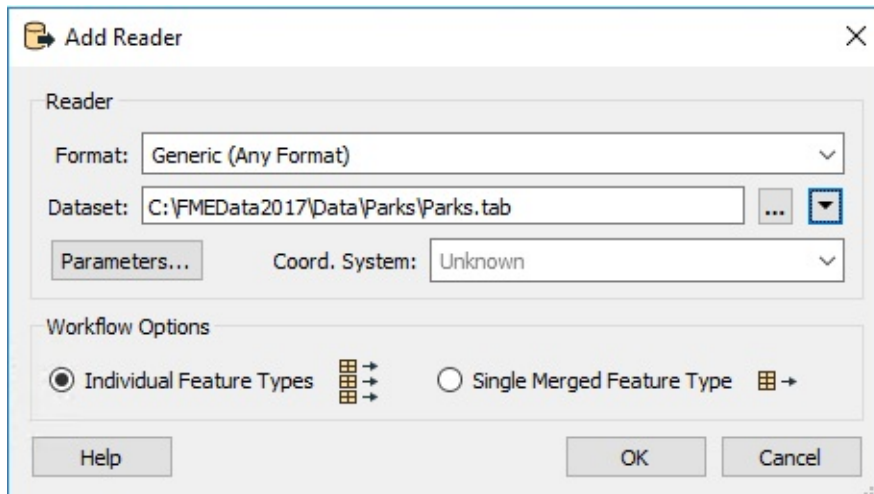 Add Reader
Reader
Format: Generic (Any Format)
Dataset: C:\FMEData2017\Data\Parks\Parks.tab ...
Parameters... Coord. System: Unknown
Workflow Options
Individual Feature Types Single Merged Feature Type
Help OK Cancel